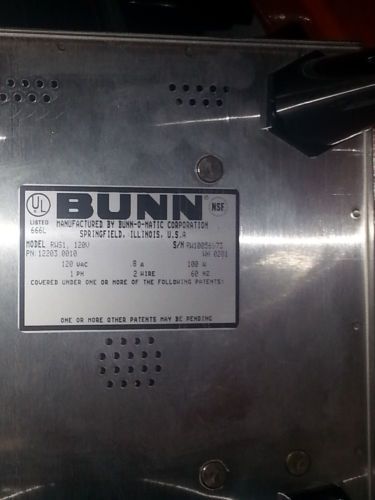 UL
LISTED
666L
BUNN
NSF
MANUFACTURED BY BUNN-O-MATIC CORPORATION
SPRINGFIELD, ILLINOIS, U.S.A
MODEL RWS1, 120V S/N
PN:12203.0010 WH 0201
120 VAC .8 A 100 W
1 PH 2 WIRE 60 HZ
COVERED UNDER ONE OR MORE OF THE FOLLOWING PATENTS:
ONE OR MORE OTHER PATENTS MAY BE PENDING